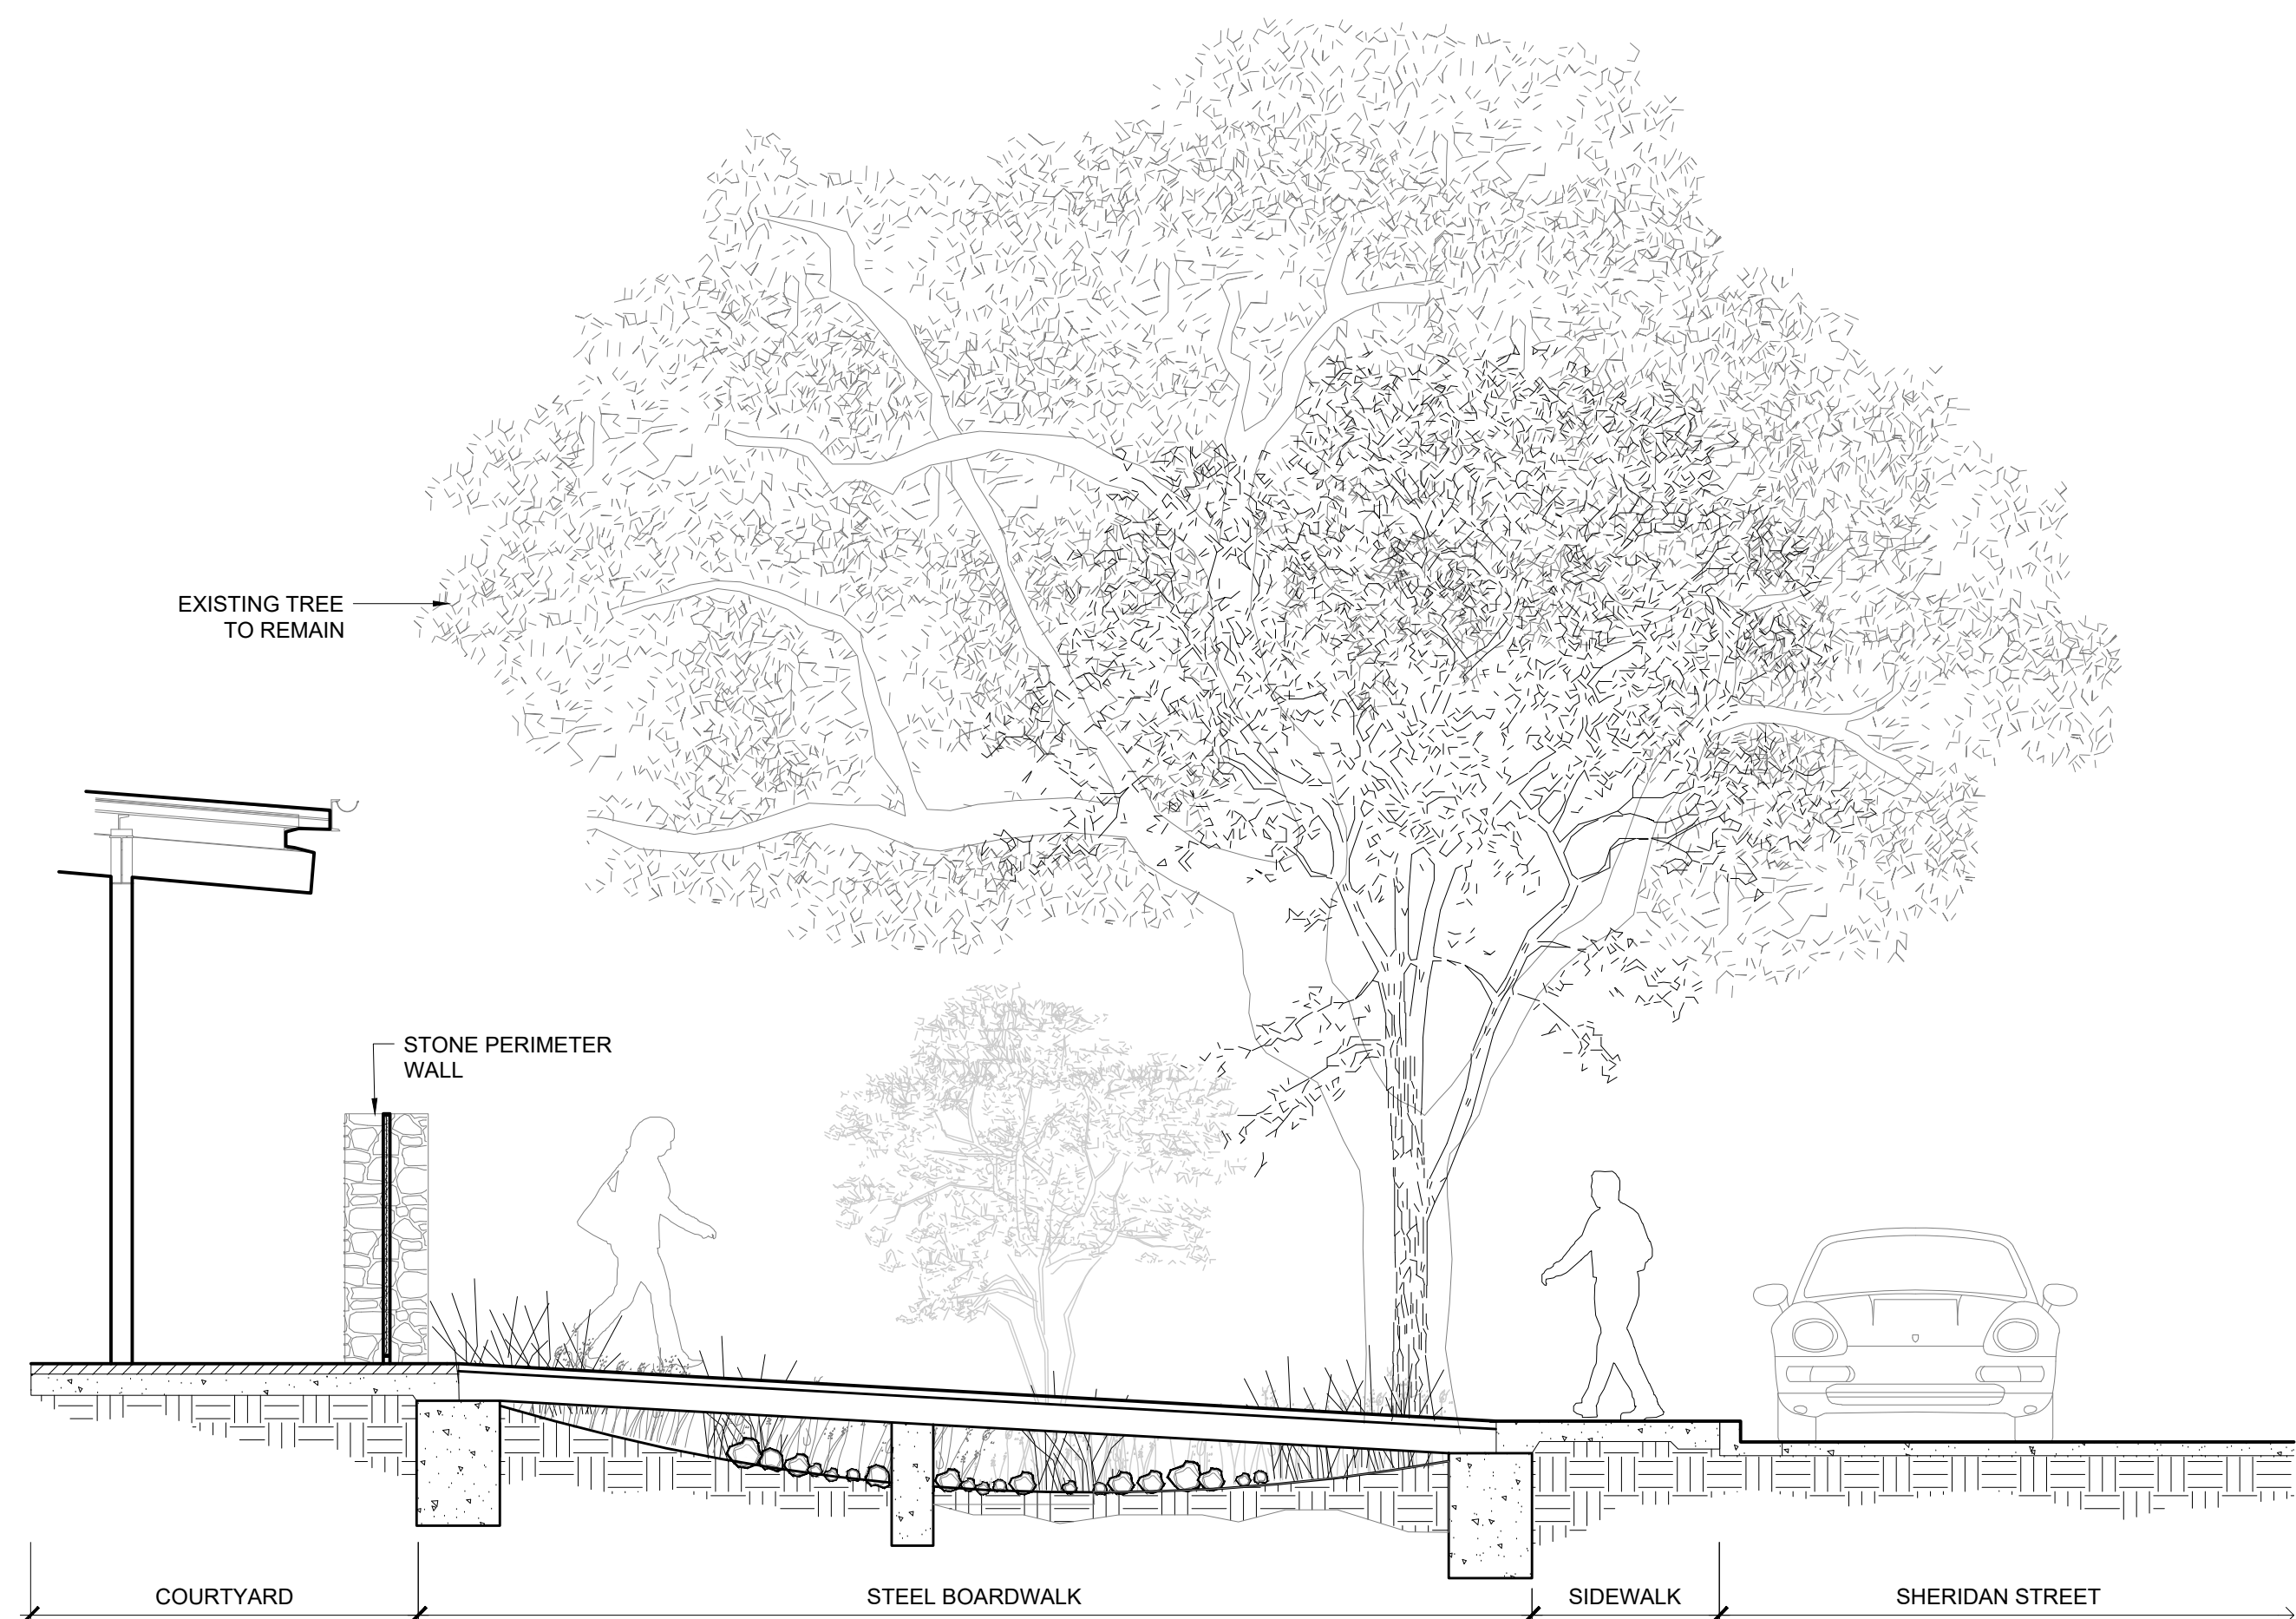 EXISTING TREE
TO REMAIN
STONE PERIMETER
WALL
COURTYARD
STEEL BOARDWALK
SIDEWALK
SHERIDAN STREET